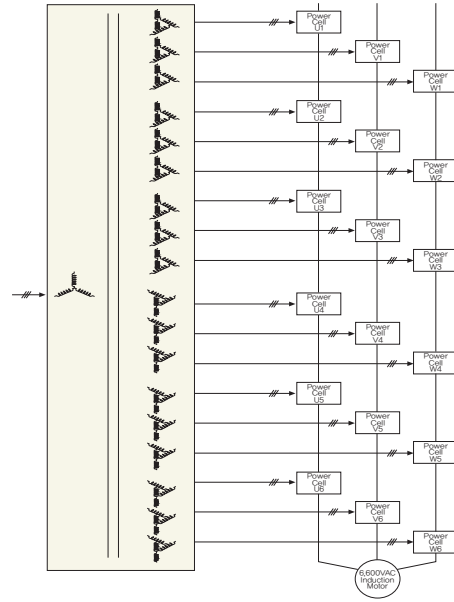 Power
Cell
U1
Power
Cell
V1
Power
Cell
W1
Power
Cell
U2
Power
Cell
V2
Power
Cell
W2
Power
Cell
U3
Power
Cell
V3
Power
Cell
W3
Power
Cell
U4
Power
Cell
V4
Power
Cell
W4
Power
Cell
U5
Power
Cell
V5
Power
Cell
W5
Power
Cell
U6
Power
Cell
V6
Power
Cell
W6
6,600VAC
Induction
Motor